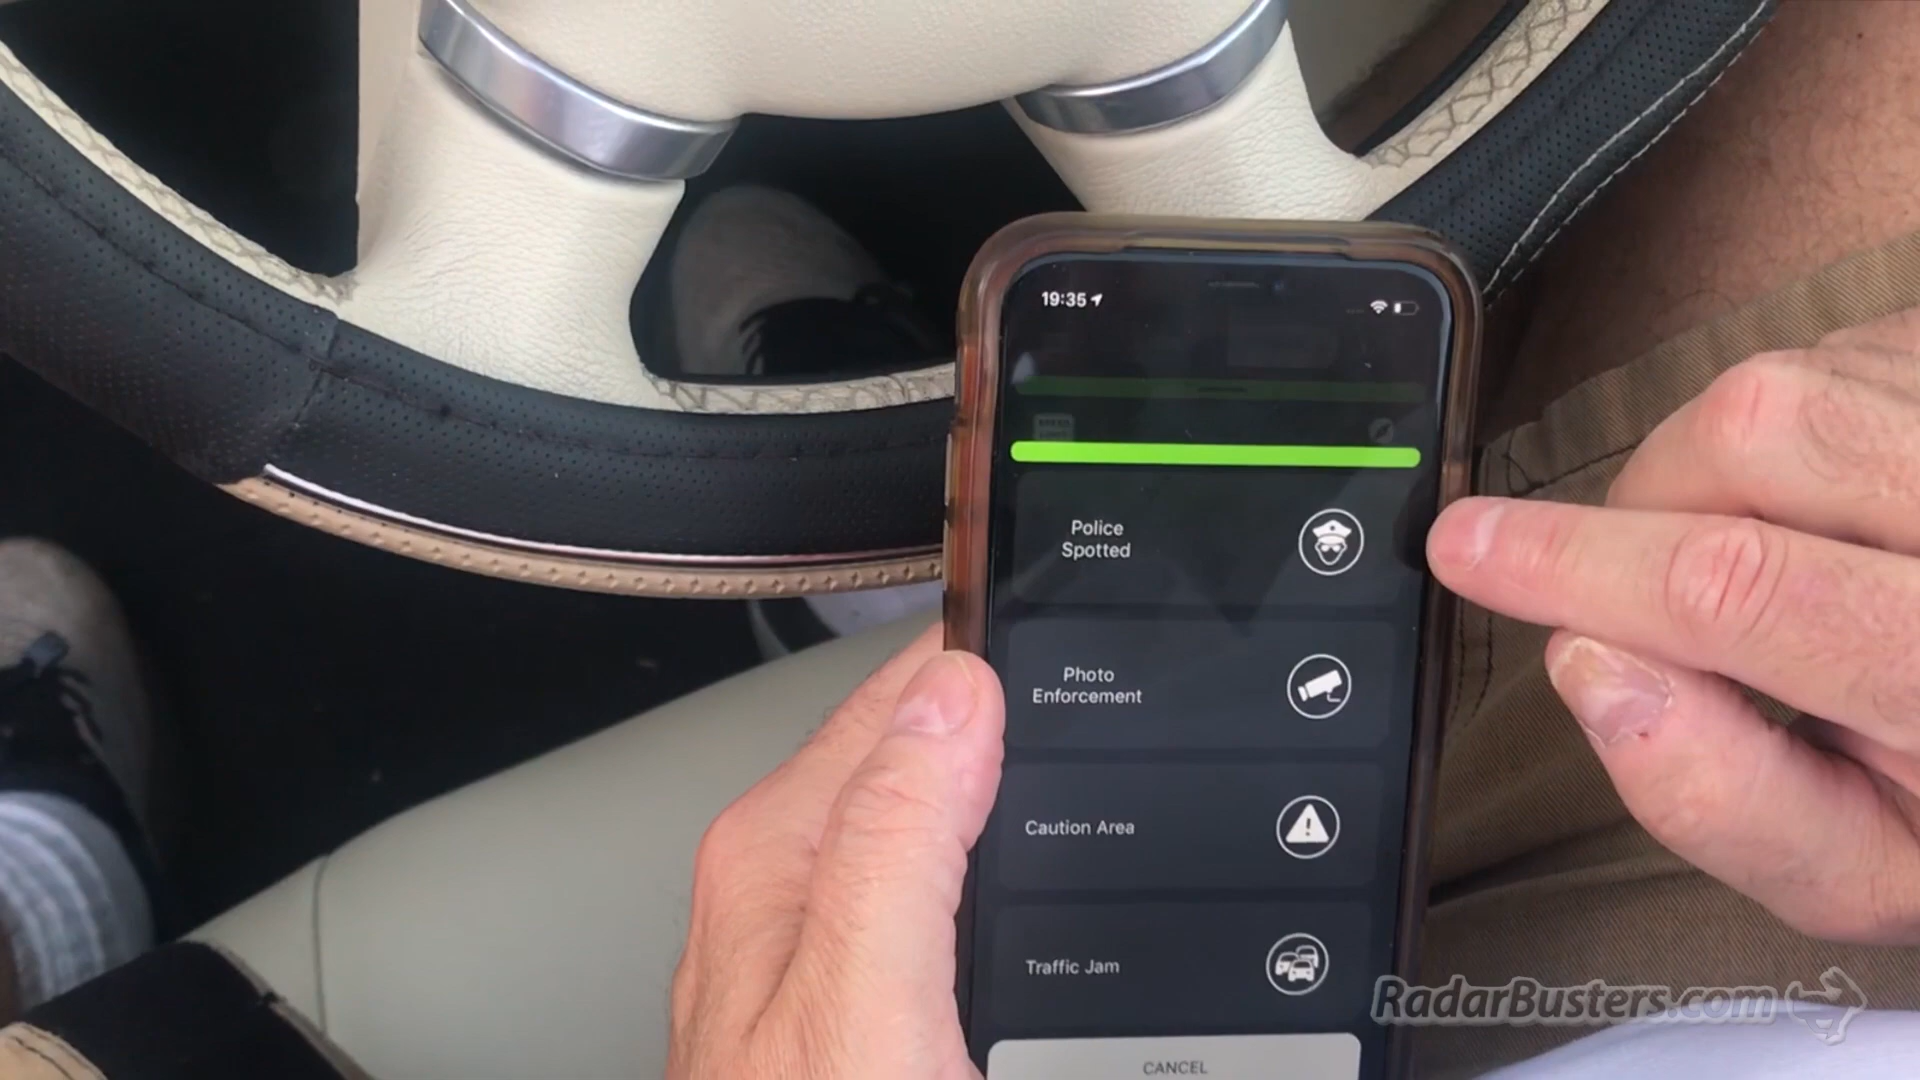 19:35
Police
Spotted
Photo
Enforcement
Caution Area
Traffic Jam
RadarBusters.com
CANCEL